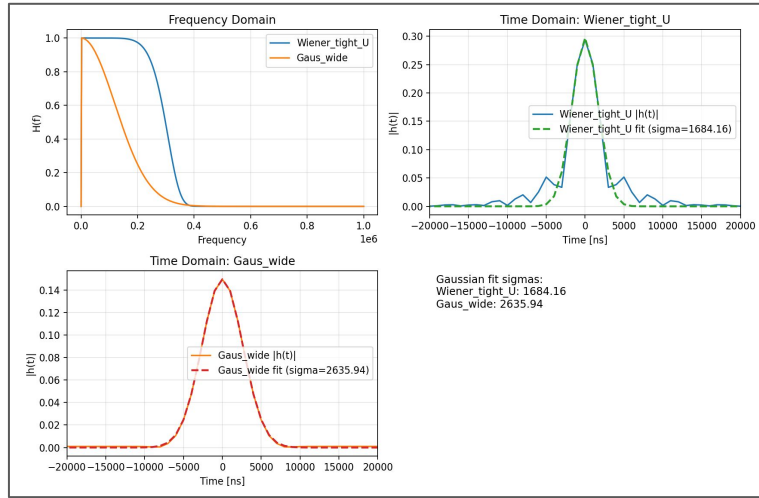 Frequency Domain
H(f)
1.0
0.8
0.6
0.4
0.2
0.0
Wiener_tight_U
Gaus_wide
0.0
0.2
0.4
0.6
0.8
1.0
Frequency
1e6
Time Domain: Wiener_tight_U
|h(t)|
0.30
0.25
0.20
0.15
0.10
0.05
0.00
Wiener_tight_U |h(t)|
Wiener_tight_U fit (sigma=1684.16)
−20000
−15000
−10000
−5000
0
5000
10000
15000
20000
Time [ns]
Time Domain: Gaus_wide
|h(t)|
0.14
0.12
0.10
0.08
0.06
0.04
0.02
0.00
Gaus_wide |h(t)|
Gaus_wide fit (sigma=2635.94)
−20000
−15000
−10000
−5000
0
5000
10000
15000
20000
Time [ns]
Gaussian fit sigmas:
Wiener_tight_U: 1684.16
Gaus_wide: 2635.94